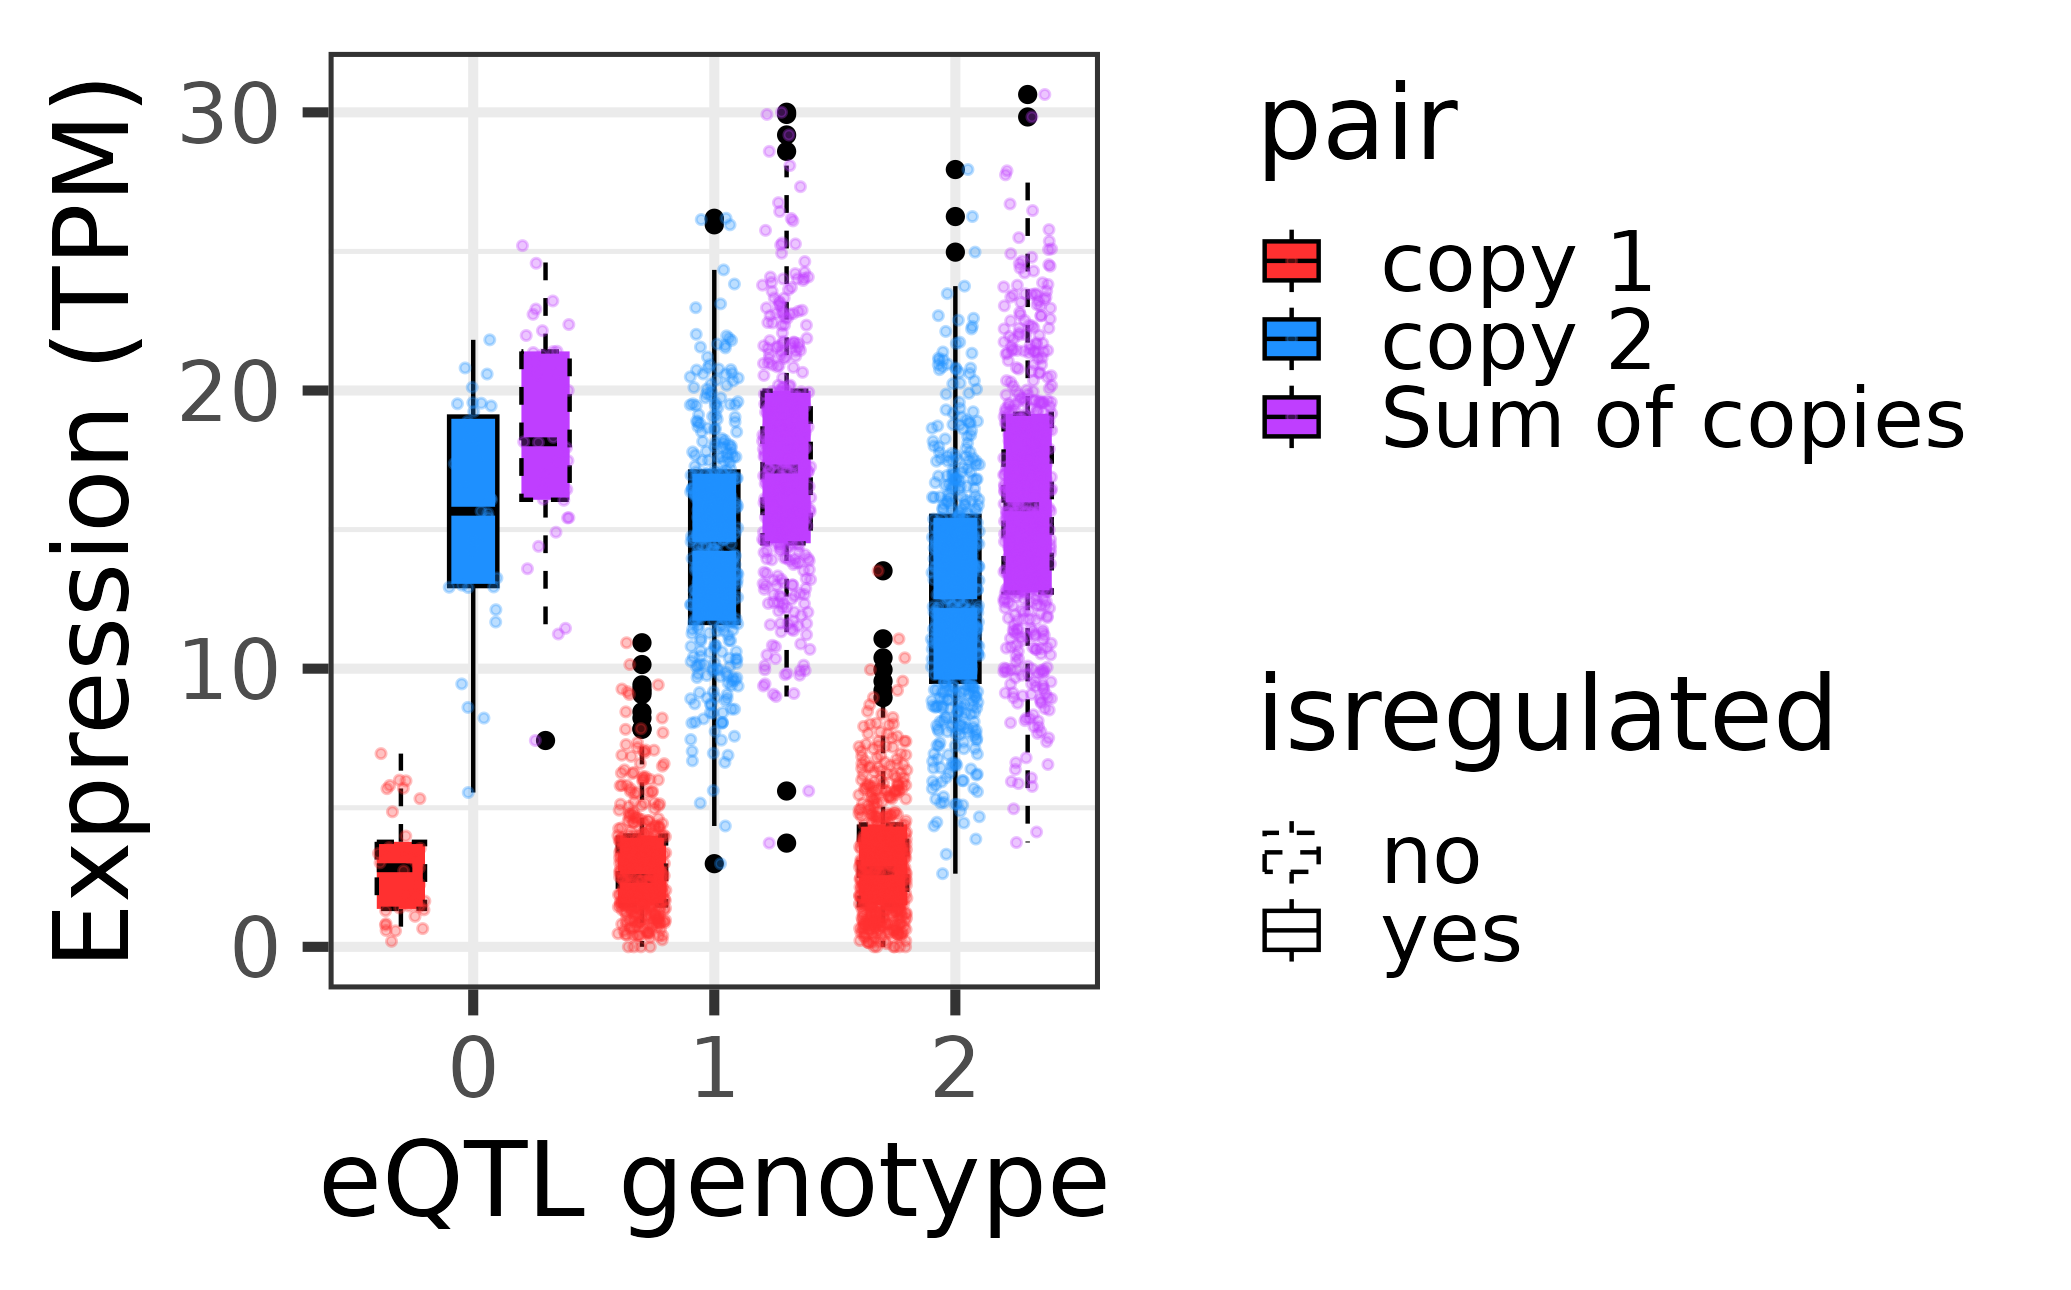 Expression (TPM)
30
20
10
0
0 1 2
eQTL genotype
pair
copy 1
copy 2
Sum of copies
isregulated
no
yes